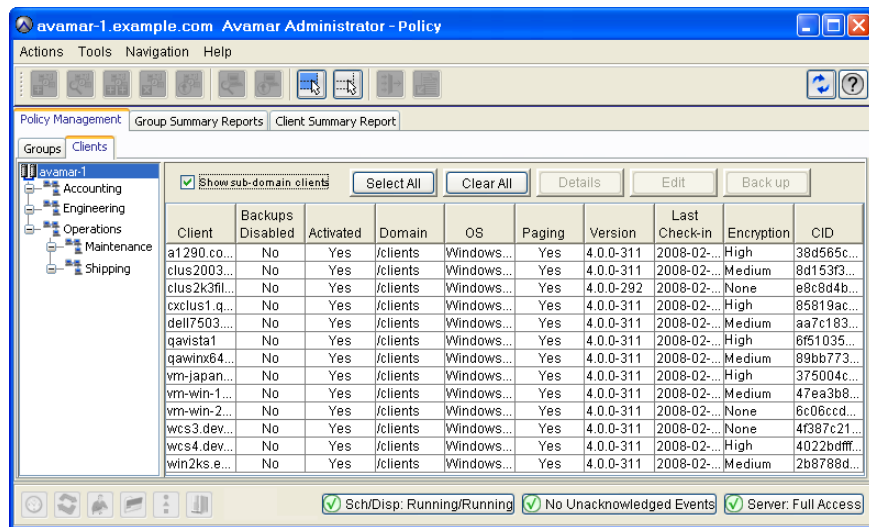 avamar-1.example.com Avamar Administrator - Policy
Actions Tools Navigation Help
Policy Management Group Summary Reports Client Summary Report
Groups Clients
avamar-1
Accounting
Engineering
Operations
Maintenance
Shipping
Show sub-domain clients Select All Clear All Details Edit Back up
Client Backups Disabled Activated Domain OS Paging Version Last Check-in Encryption CID
a1290.co... No Yes /clients Windows... Yes 4.0.0-311 2008-02-... High 38d565c...
clus2003... No Yes /clients Windows... Yes 4.0.0-311 2008-02-... Medium 8d153f3...
clus2k3fil... No Yes /clients Windows... Yes 4.0.0-292 2008-02-... None e8c8d4b...
cxclus1.q... No Yes /clients Windows... Yes 4.0.0-311 2008-02-... High 85819ac...
dell7503.... No Yes /clients Windows... Yes 4.0.0-311 2008-02-... Medium aa7c183...
qavista1 No Yes /clients Windows... Yes 4.0.0-311 2008-02-... High 6f51035...
qawinx64... No Yes /clients Windows... Yes 4.0.0-311 2008-02-... Medium 89bb773...
vm-japan... No Yes /clients Windows... Yes 4.0.0-311 2008-02-... High 375004c...
vm-win-1... No Yes /clients Windows... Yes 4.0.0-311 2008-02-... Medium 47ea3b8...
vm-win-2... No Yes /clients Windows... Yes 4.0.0-311 2008-02-... None 6c06ccd...
wcs3.dev... No Yes /clients Windows... Yes 4.0.0-311 2008-02-... None 4f387c21...
wcs4.dev... No Yes /clients Windows... Yes 4.0.0-311 2008-02-... High 4022bdfff...
win2ks.e... No Yes /clients Windows... Yes 4.0.0-311 2008-02-... Medium 2b8788d...
Sch/Disp: Running/Running No Unacknowledged Events Server: Full Access